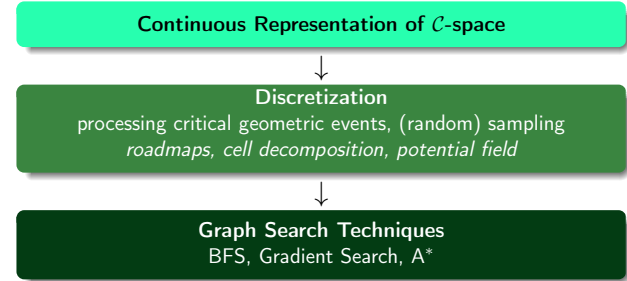 Continuous Representation of 𝒞-space
↓
Discretization
processing critical geometric events, (random) sampling
roadmaps, cell decomposition, potential field
↓
Graph Search Techniques
BFS, Gradient Search, A*